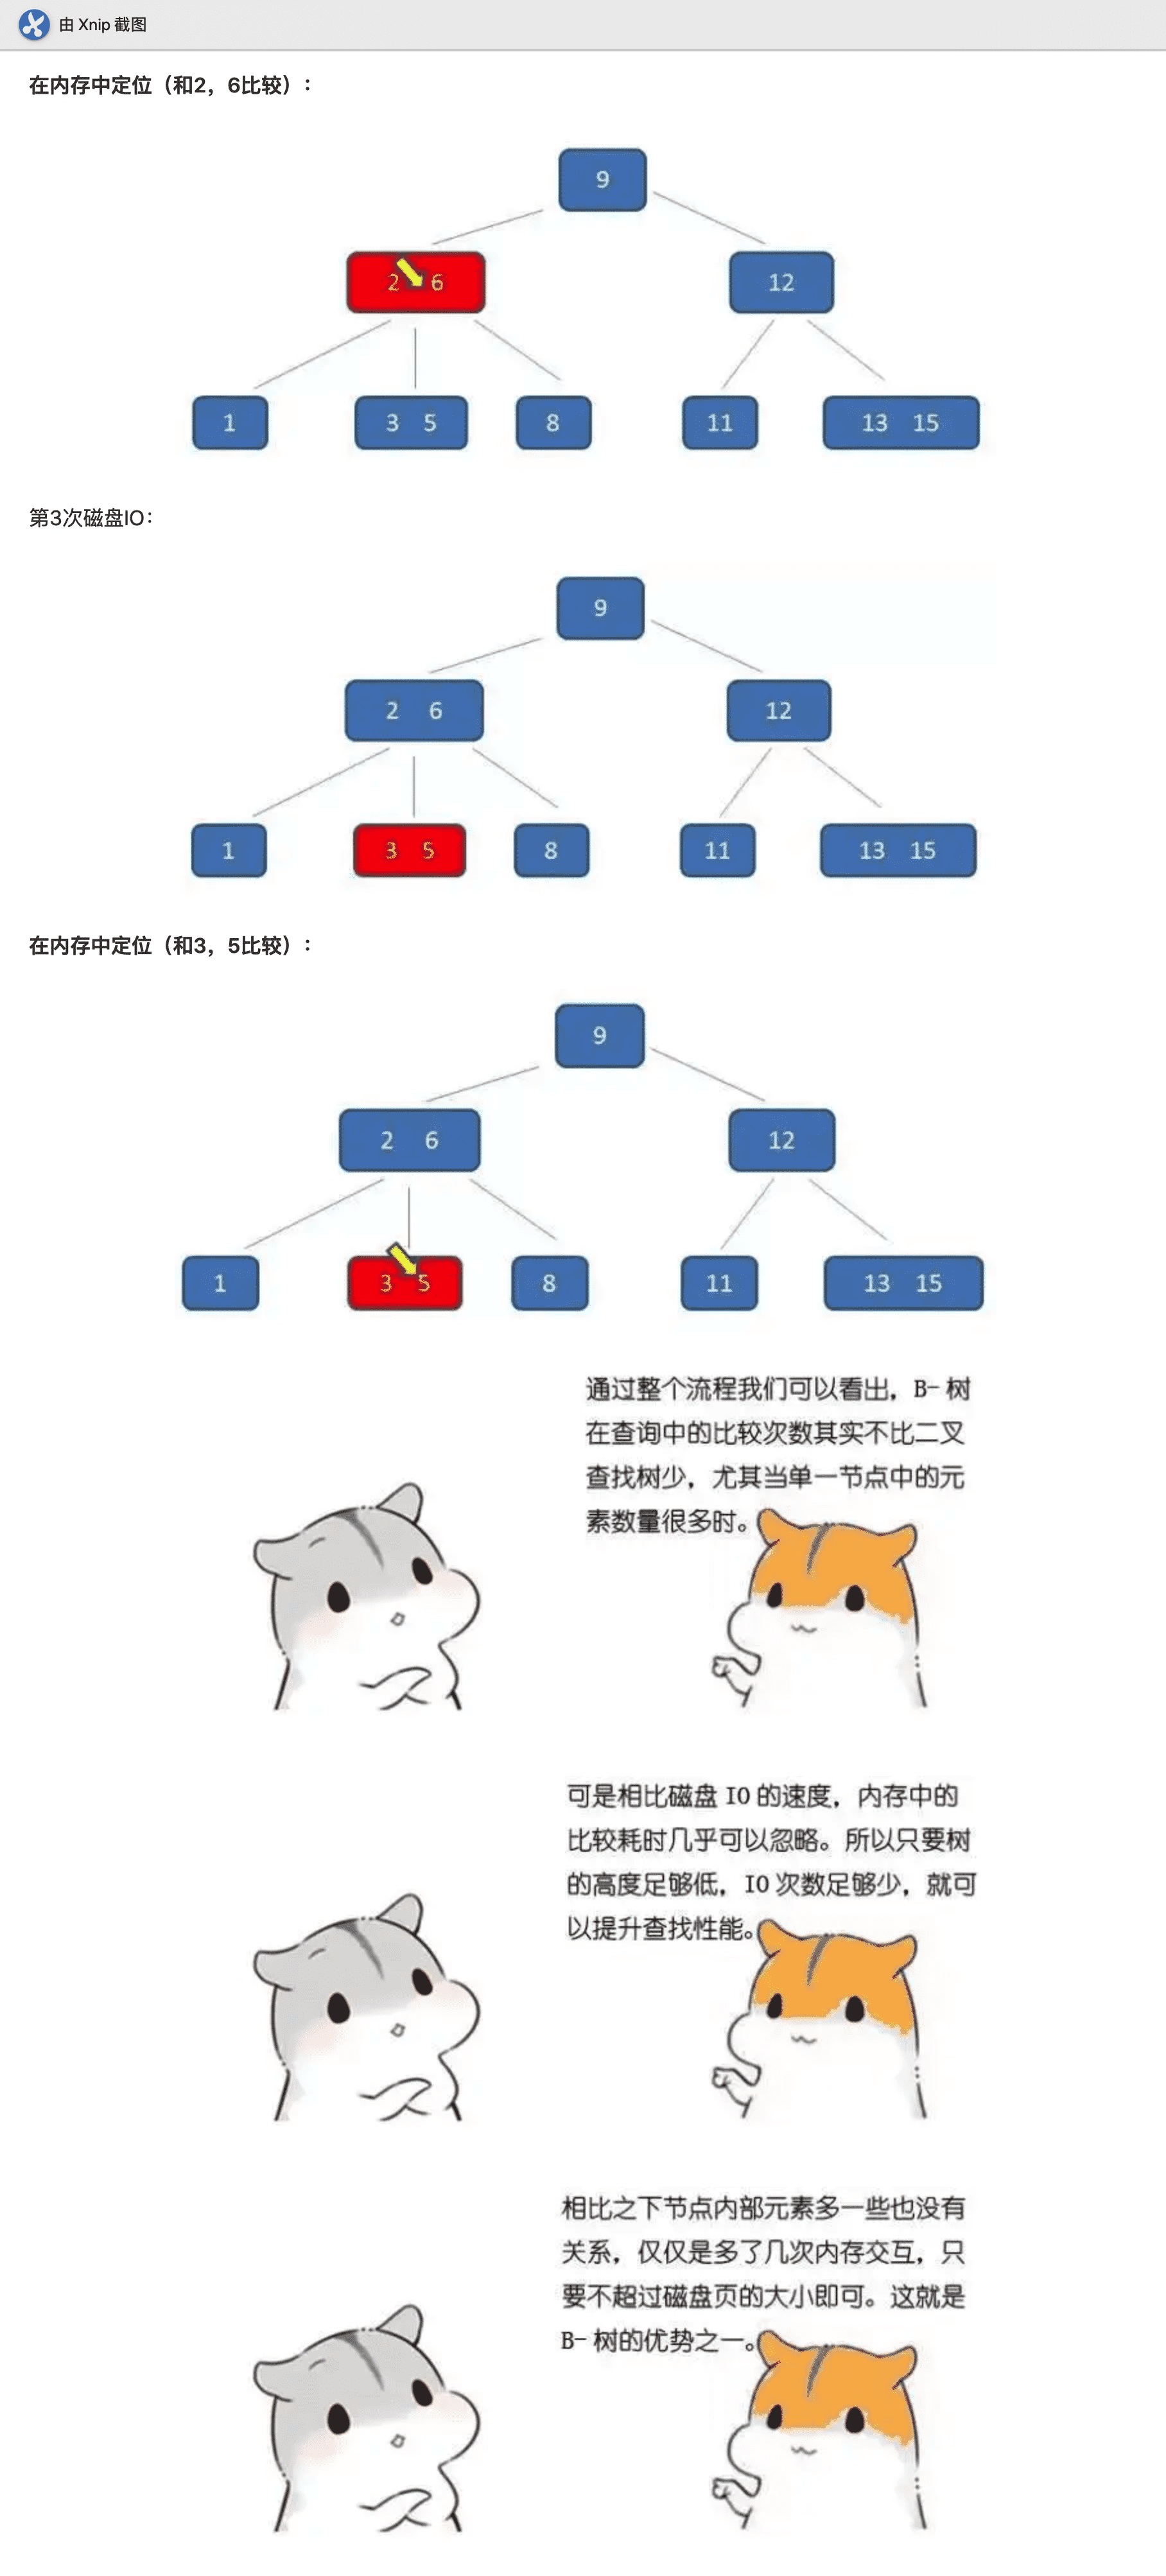 由 Xnip 截图
在内存中定位（和2，6比较）：
9
2 6
12
1
3 5
8
11
13 15
第3次磁盘IO：
9
2 6
12
1
3 5
8
11
13 15
在内存中定位（和3，5比较）：
9
2 6
12
1
3 5
8
11
13 15
通过整个流程我们可以看出，B-树
在查询中的比较次数其实不比二叉
查找树少，尤其当单一节点中的元
素数量很多时。
可是相比磁盘 IO 的速度，内存中的
比较耗时几乎可以忽略。所以只要树
的高度足够低，IO 次数足够少，就可
以提升查找性能。
相比之下节点内部元素多一些也没有
关系，仅仅是多了几次内存交互，只
要不超过磁盘页的大小即可。这就是
B-树的优势之一。